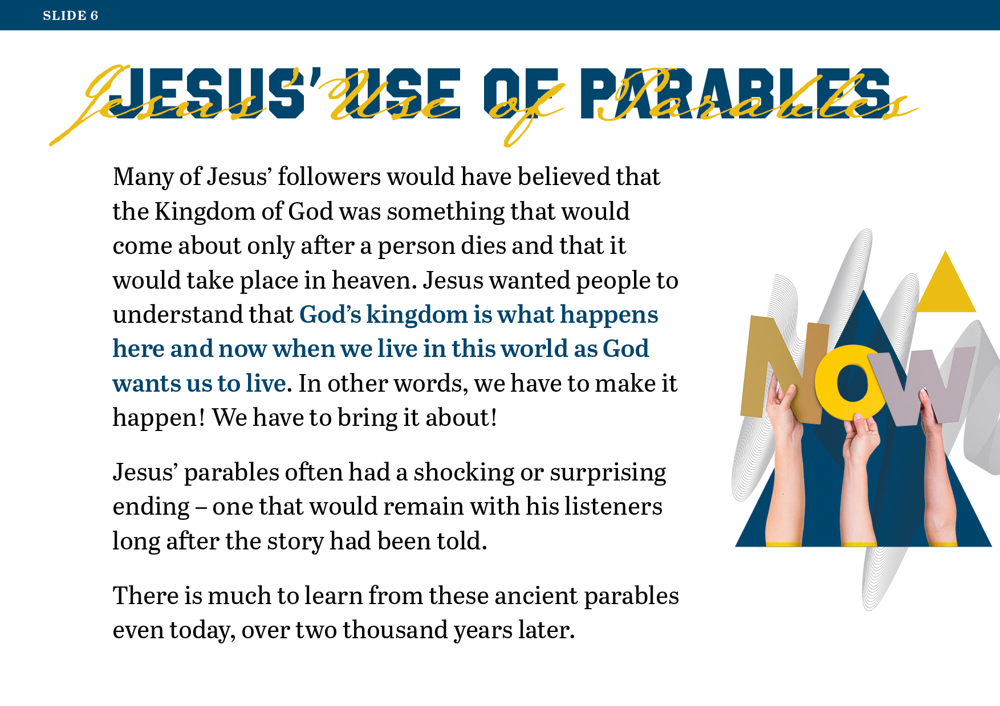 SLIDE 6
JESUS’ USE OF PARABLES
Jesus’ Use of Parables
Many of Jesus’ followers would have believed that
the Kingdom of God was something that would
come about only after a person dies and that it
would take place in heaven. Jesus wanted people to
understand that God’s kingdom is what happens
here and now when we live in this world as God
wants us to live. In other words, we have to make it
happen! We have to bring it about!
Jesus’ parables often had a shocking or surprising
ending – one that would remain with his listeners
long after the story had been told.
There is much to learn from these ancient parables
even today, over two thousand years later.
NOW